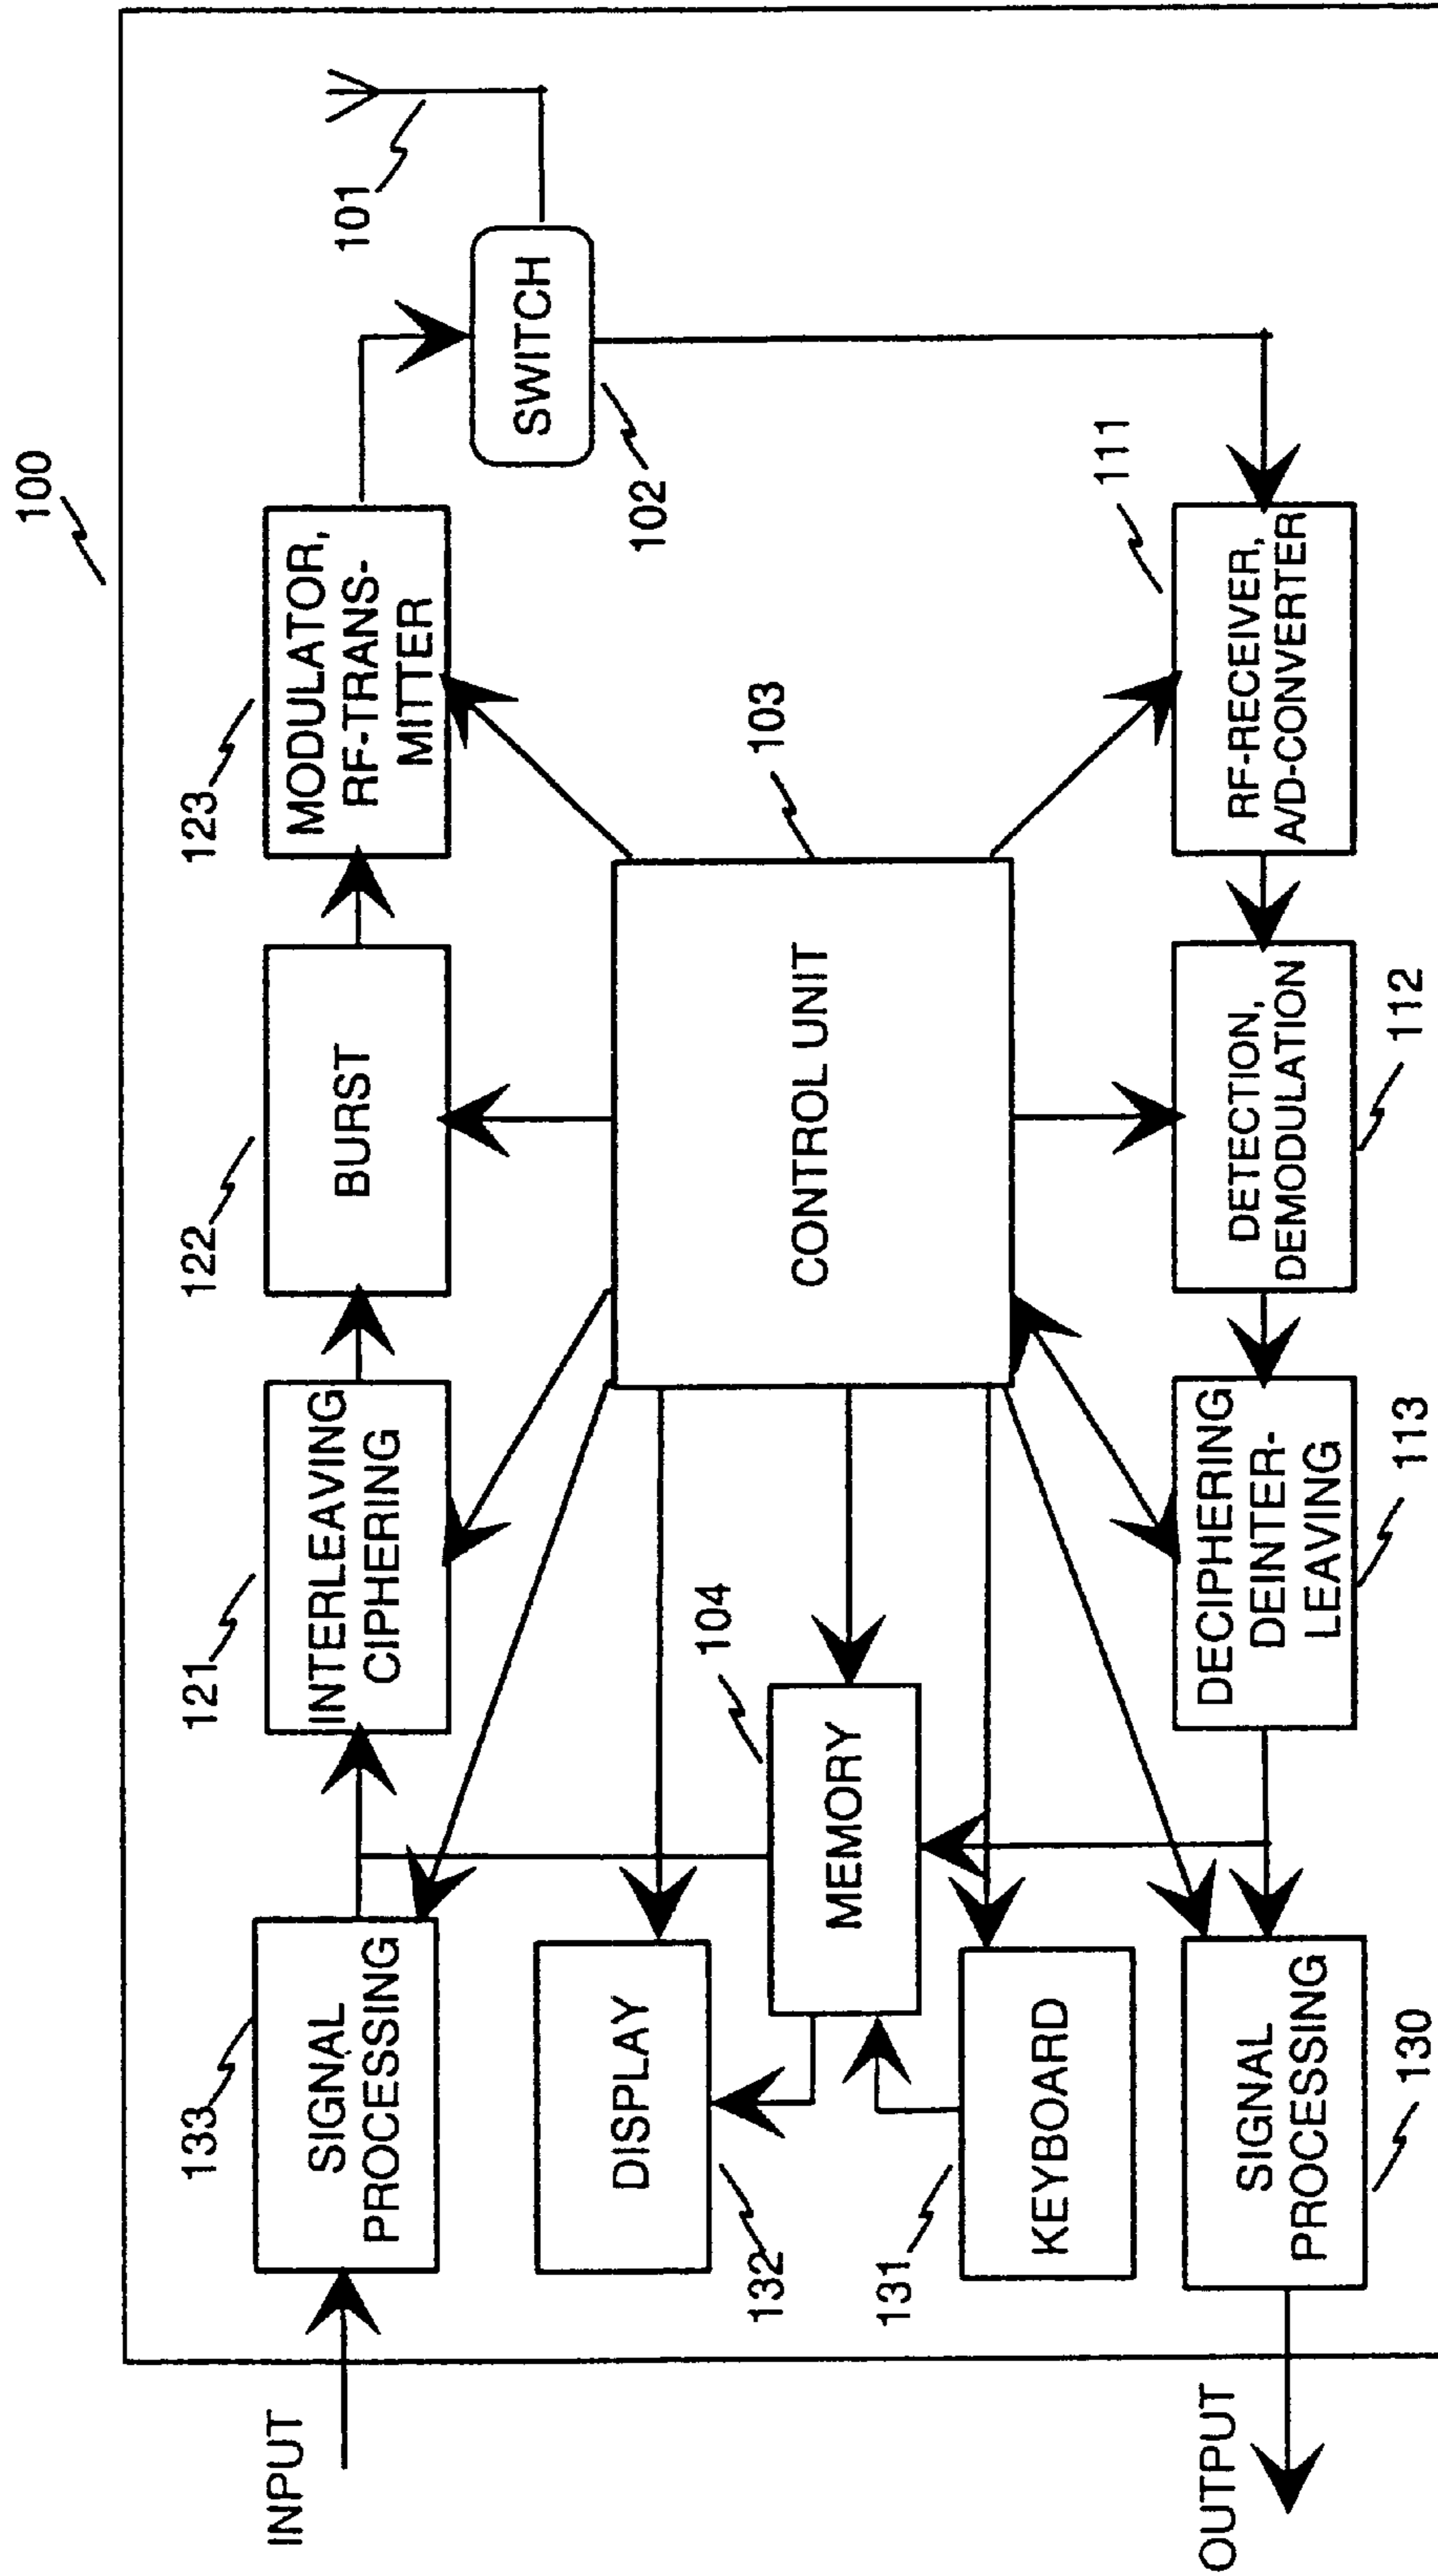 100
INPUT
133
SIGNAL
PROCESSING
121
INTERLEAVING
CIPHERING
122
BURST
123
MODULATOR,
RF-TRANS-
MITTER
101
SWITCH
102
132
DISPLAY
104
MEMORY
CONTROL UNIT
103
131
KEYBOARD
OUTPUT
SIGNAL
PROCESSING
130
DECIPHERING
DEINTER-
LEAVING
113
DETECTION,
DEMODULATION
112
RF-RECEIVER,
A/D-CONVERTER
111